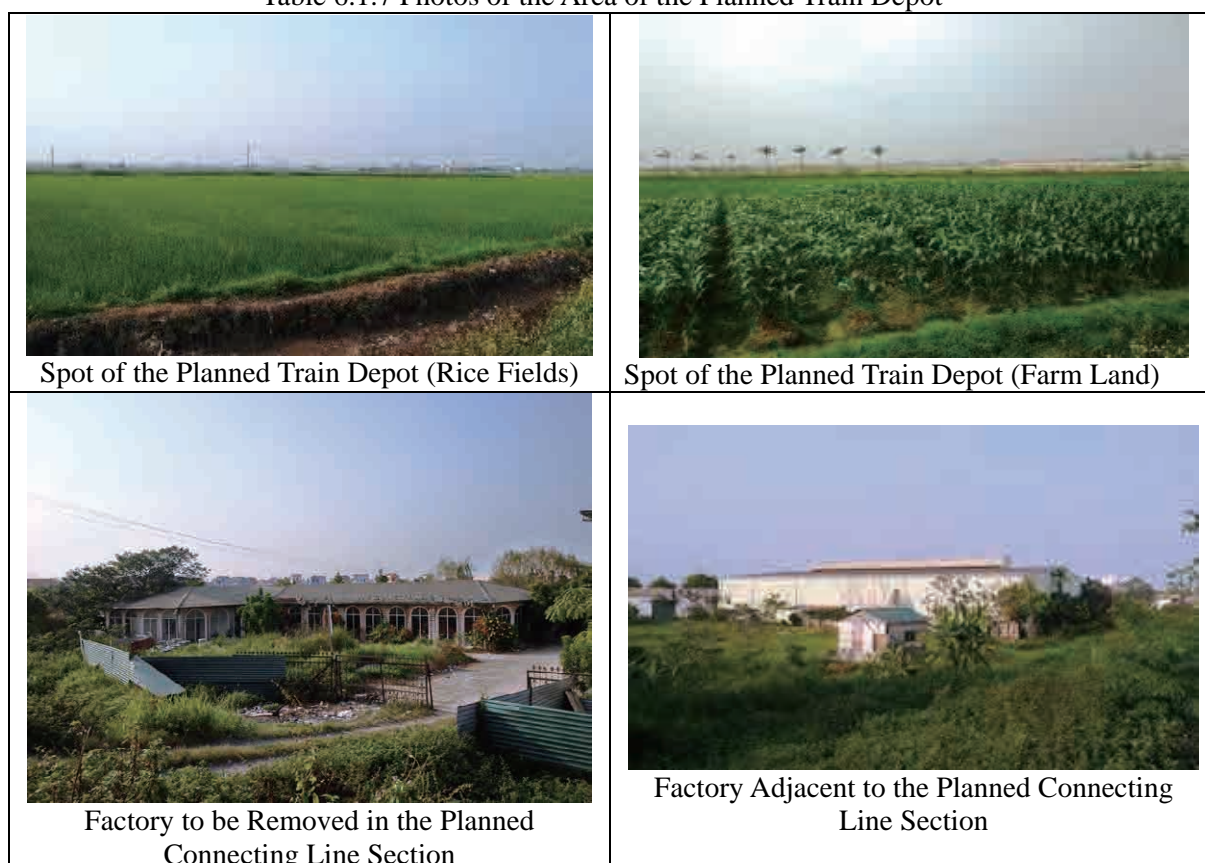 Table 6.1.7 Photos of the Area of the Planned Train Depot
Spot of the Planned Train Depot (Rice Fields)
Spot of the Planned Train Depot (Farm Land)
Factory to be Removed in the Planned
Connecting Line Section
Factory Adjacent to the Planned Connecting
Line Section